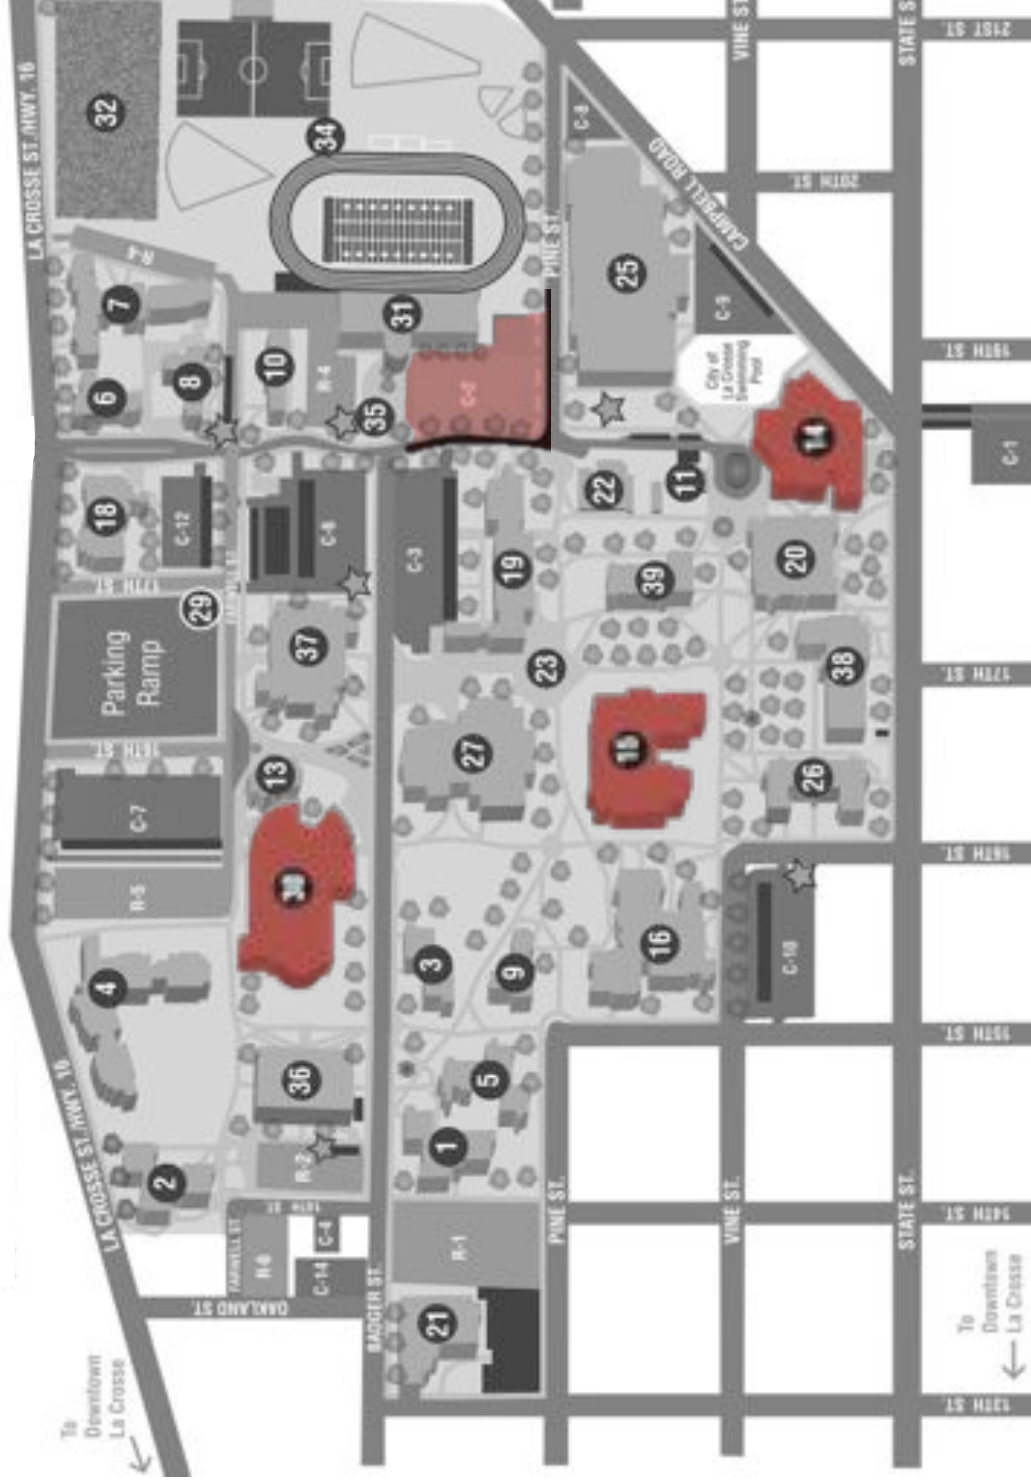 LA CROSSE ST./HWY. 16
32
34
VINE ST.
STATE ST.
21ST ST.
C-8
20TH ST.
CAMPBELL ROAD
PINE ST.
7
31
25
C-9
6
8
10
R-4
35
C-2
City of
La Crosse
Swimming
Pool
19TH ST.
14
C-1
18
C-12
C-3
19
22
11
39
20
17TH ST.
29
Parking
Ramp
37
23
38
17TH ST.
16TH ST.
27
26
C-7
13
16TH ST.
R-5
3
9
16
C-10
4
15TH ST.
36
5
1
2
R-2
LA CROSSE ST./HWY. 16
14TH ST.
FARWELL ST.
C-4
C-14
R-1
PINE ST.
VINE ST.
STATE ST.
14TH ST.
OAKLAND ST.
BADGER ST.
21
To
Downtown
La Crosse
To
Downtown
La Crosse
13TH ST.